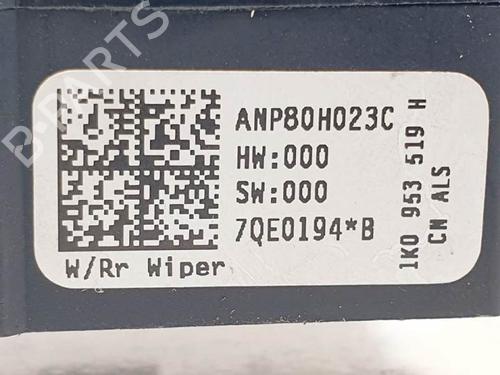 ANP80H023C
HW:000
SW:000
7QE0194*B
W/Rr Wiper
1K0 953 519 H
CN ALS
B-PARTS